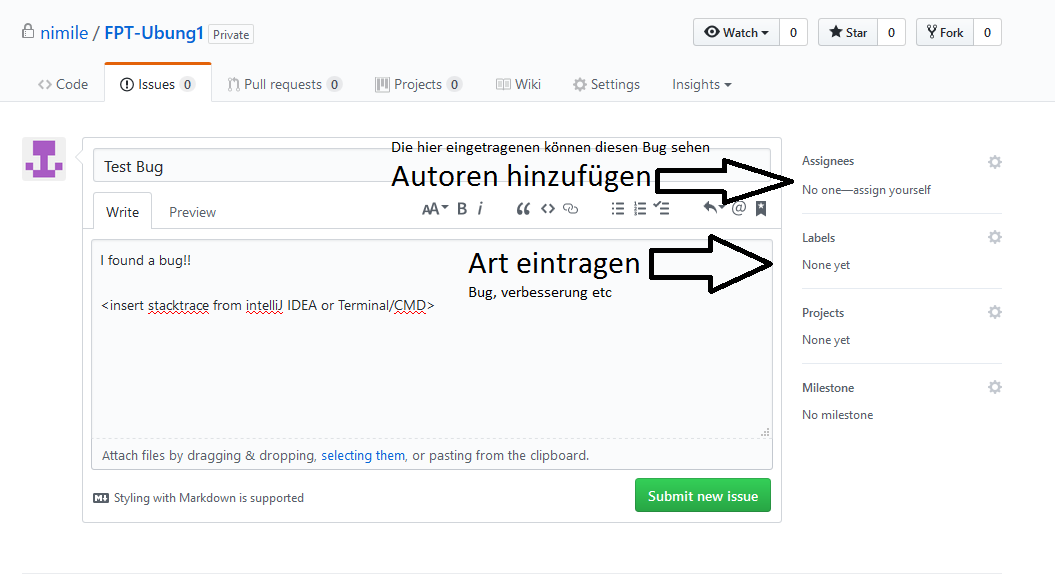 nimile / FPT-Ubung1 Private
Watch 0 Star 0 Fork 0
Code Issues 0 Pull requests 0 Projects 0 Wiki Settings Insights
Die hier eingetragenen können diesen Bug sehen
Test Bug
Autoren hinzufügen
Write Preview
AA B i
I found a bug!!
Art eintragen
Bug, verbesserung etc
<insert stacktrace from intelliJ IDEA or Terminal/CMD>
Attach files by dragging & dropping, selecting them, or pasting from the clipboard.
Styling with Markdown is supported
Submit new issue
Assignees
No one—assign yourself
Labels
None yet
Projects
None yet
Milestone
No milestone